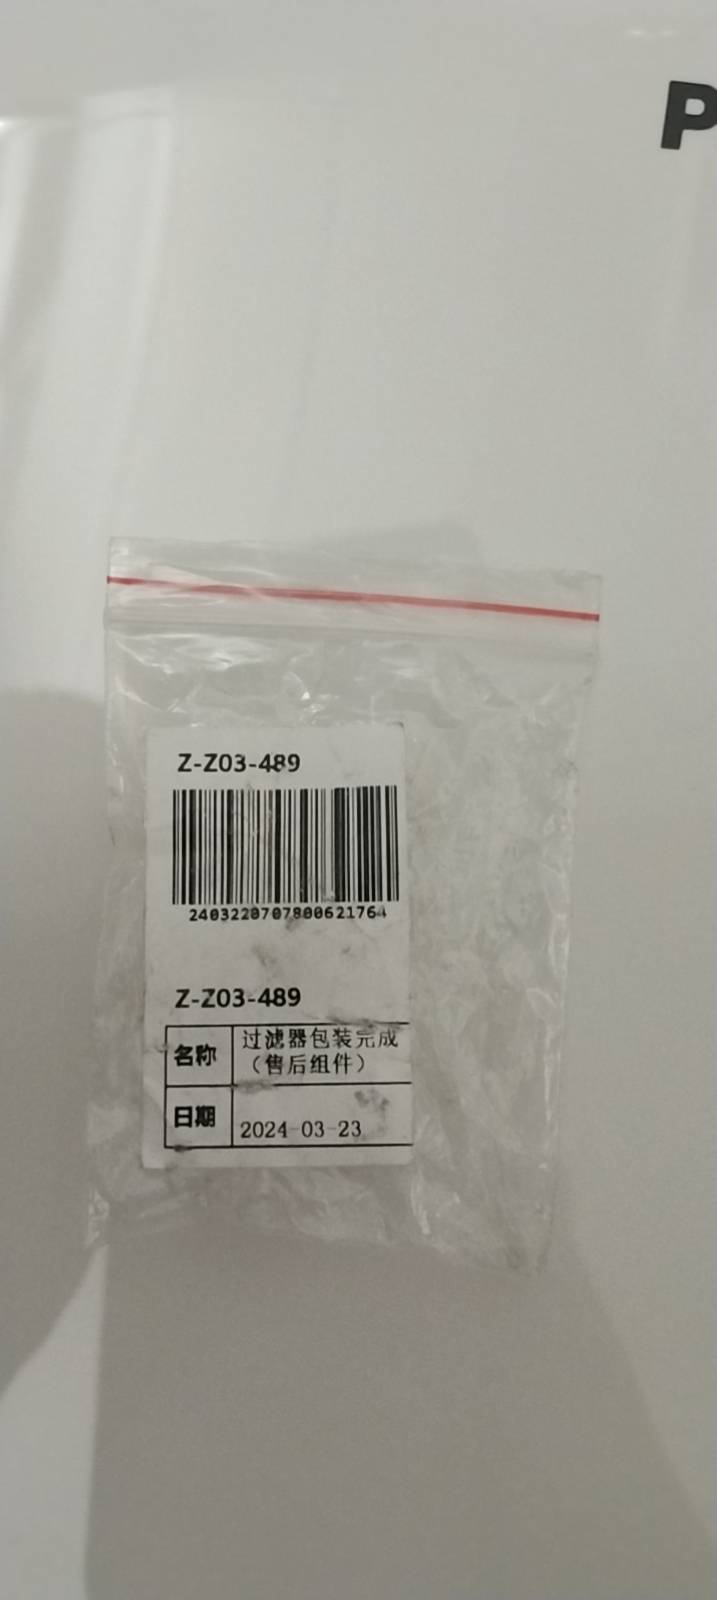 P
Z-Z03-489
2403220707800621764
Z-Z03-489
名称
过滤器包装完成
（售后组件）
日期
2024-03-23